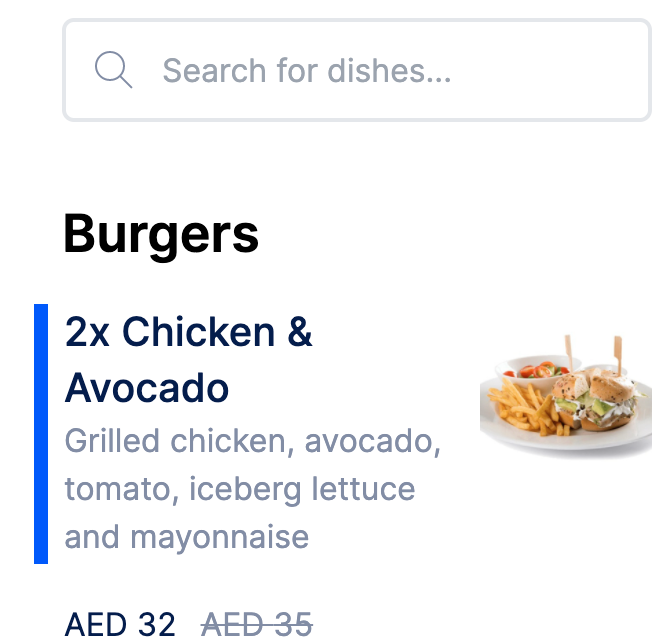 Search for dishes...
Burgers
2x Chicken &
Avocado
Grilled chicken, avocado,
tomato, iceberg lettuce
and mayonnaise
AED 32 AED 35